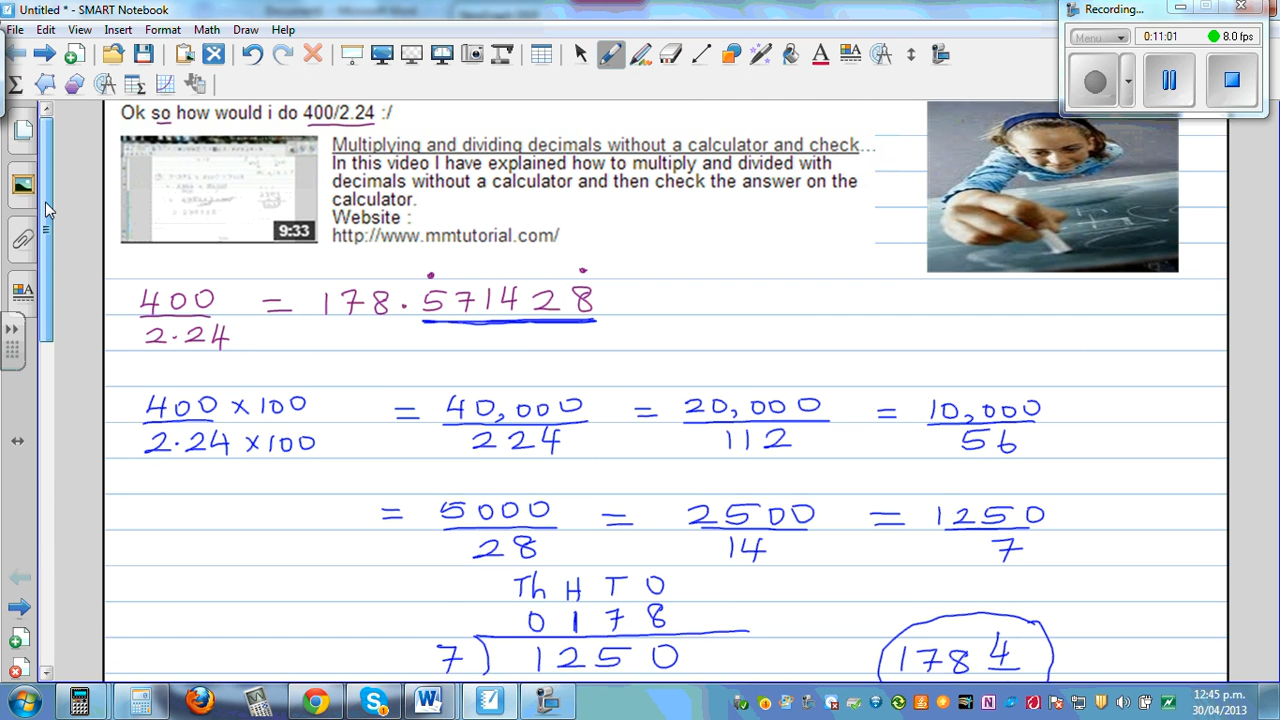 Untitled * - SMART Notebook
Recording...
File Edit View Insert Format Math Draw Help
Menu
0:11:01
8.0 fps
Ok so how would i do 400/2.24 :/
Multiplying and dividing decimals without a calculator and check...
In this video I have explained how to multiply and divided with
decimals without a calculator and then check the answer on the
calculator.
Website :
http://www.mmtutorial.com/
9:33
400/2.24 = 178.5̇71428̇
400 x 100 / 2.24 x 100 = 40,000/224 = 20,000/112 = 10,000/56
= 5000/28 = 2500/14 = 1250/7
Th H T O
0 1 7 8
7 ) 1 2 5 0
178 4
12:45 p.m.
30/04/2013